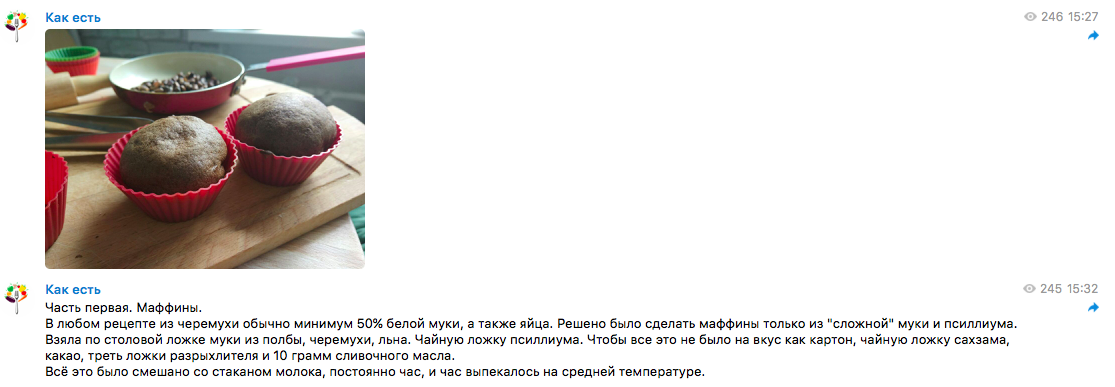 Как есть
246 15:27
Как есть
245 15:32
Часть первая. Маффины.
В любом рецепте из черемухи обычно минимум 50% белой муки, а также яйца. Решено было сделать маффины только из "сложной" муки и псиллиума.
Взяла по столовой ложке муки из полбы, черемухи, льна. Чайную ложку псиллиума. Чтобы все это не было на вкус как картон, чайную ложку сахзама,
какао, треть ложки разрыхлителя и 10 грамм сливочного масла.
Всё это было смешано со стаканом молока, постоянно час, и час выпекалось на средней температуре.